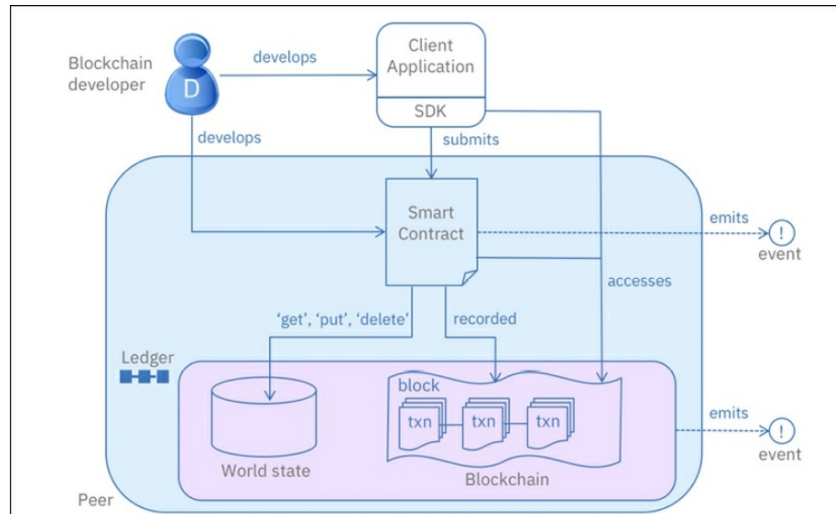 Blockchain
developer
D
develops
Client
Application
SDK
develops
submits
Smart
Contract
emits
!
event
accesses
'get', 'put', 'delete'
recorded
Ledger
block
txn
txn
txn
World state
Blockchain
emits
!
event
Peer